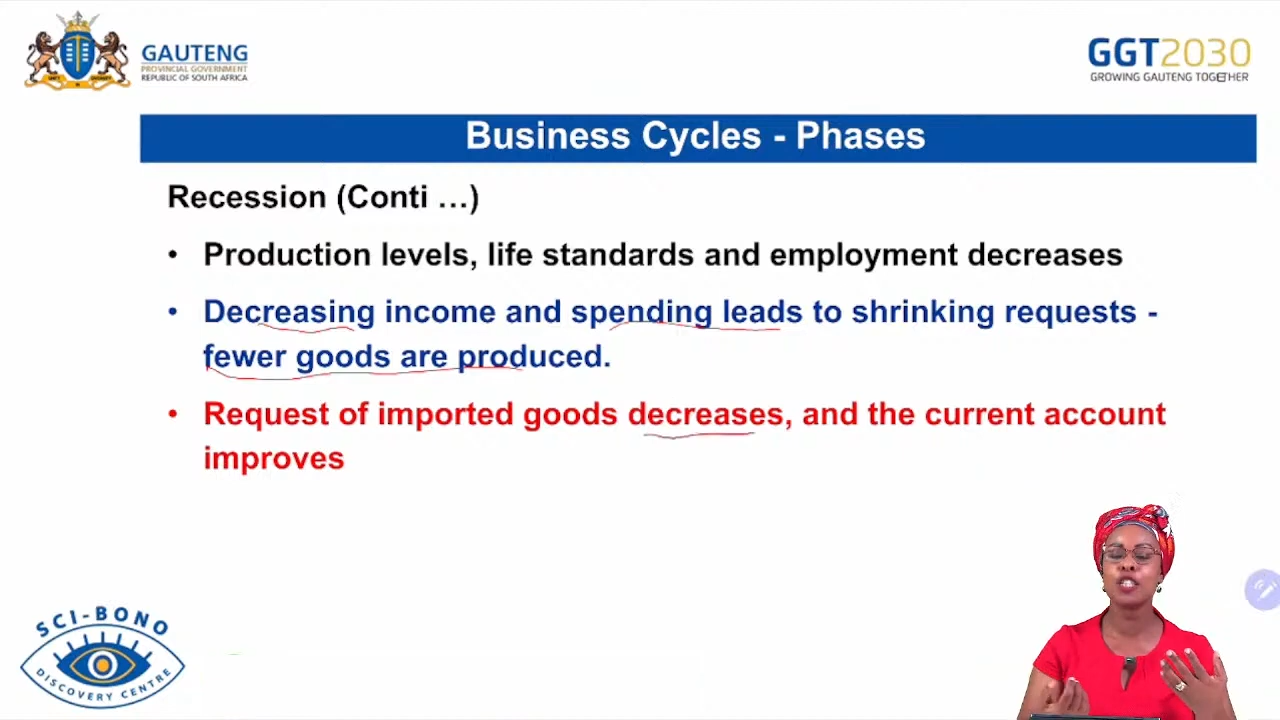 GAUTENG
PROVINCIAL GOVERNMENT
REPUBLIC OF SOUTH AFRICA
GGT2030
GROWING GAUTENG TOGETHER
Business Cycles - Phases
Recession (Conti …)
• Production levels, life standards and employment decreases
• Decreasing income and spending leads to shrinking requests -
fewer goods are produced.
• Request of imported goods decreases, and the current account
improves
SCI-BONO
DISCOVERY CENTRE